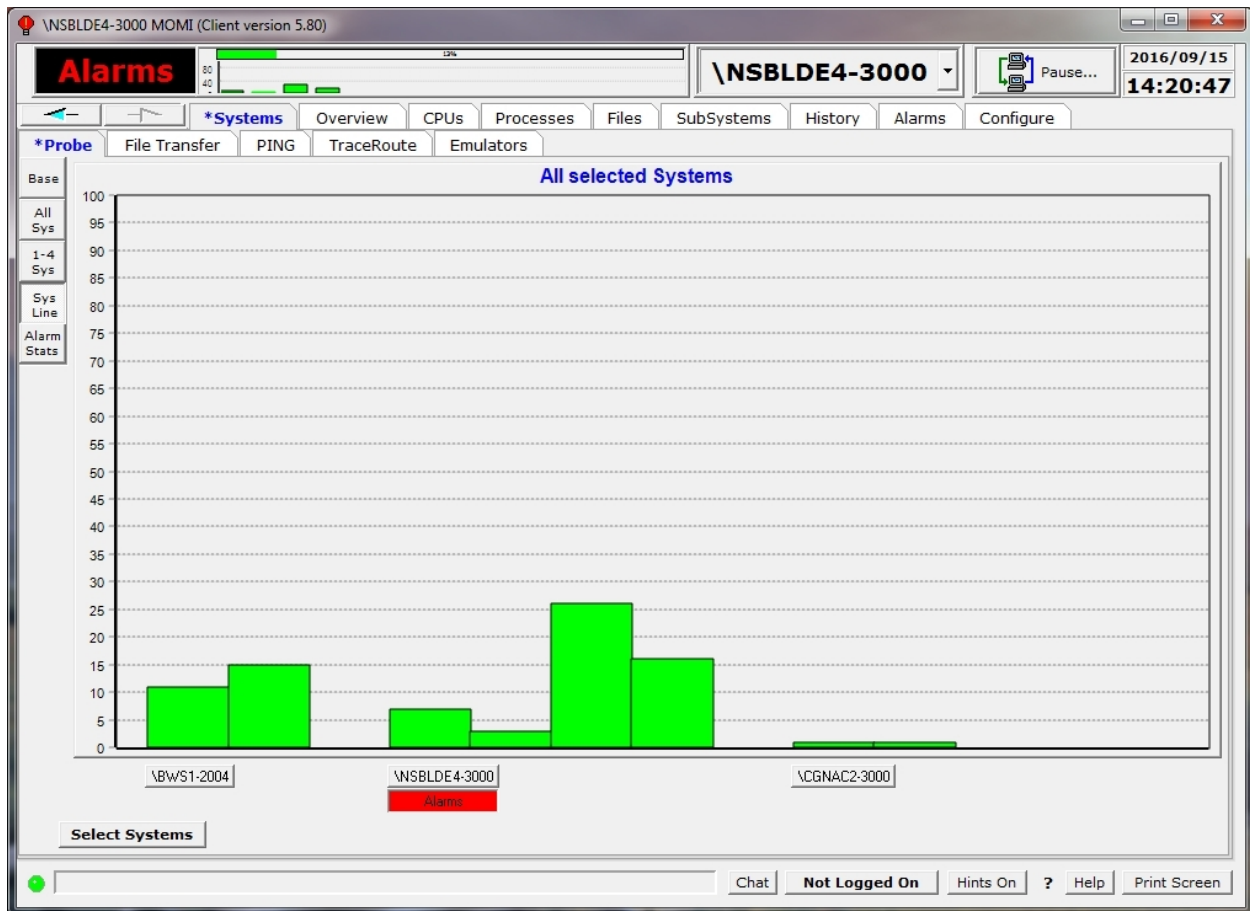 \NSBLDE4-3000 MOMI (Client version 5.80)
Alarms
13%
80
40
\NSBLDE4-3000
Pause...
2016/09/15
14:20:47
*Systems Overview CPUs Processes Files SubSystems History Alarms Configure
*Probe File Transfer PING TraceRoute Emulators
Base
All
Sys
1-4
Sys
Sys
Line
Alarm
Stats
All selected Systems
100
95
90
85
80
75
70
65
60
55
50
45
40
35
30
25
20
15
10
5
0
\BWS1-2004 \NSBLDE4-3000 \CGNAC2-3000
Alarms
Select Systems
Chat Not Logged On Hints On ? Help Print Screen